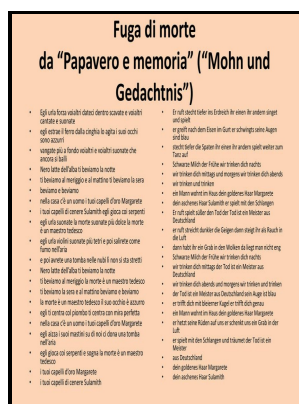 Fuga di morte
da “Papavero e memoria” (“Mohn und
Gedachtnis”)
Egli urla forza voialtri dateci dentro scavate e voialtri
cantate e suonate
egli estrae il ferro dalla cinghia lo agita i suoi occhi
sono azzurri
vangate più a fondo voialtri e voialtri suonate che
ancora si balli
Nero latte dell'alba ti beviamo la notte
ti beviamo al meriggio e al mattino ti beviamo la sera
beviamo e beviamo
nella casa c'è un uomo i tuoi capelli d'oro Margarete
i tuoi capelli di cenere Sulamith egli gioca coi serpenti
egli urla suonate la morte suonate più dolce la morte
è un maestro tedesco
egli urla violini suonate più tetri e poi salirete come
fumo nell'aria
e poi avrete una tomba nelle nubi lì non si sta stretti
Nero latte dell'alba ti beviamo la notte
ti beviamo al meriggio la morte è un maestro tedesco
ti beviamo la sera e al mattino beviamo e beviamo
la morte è un maestro tedesco il suo occhio è azzurro
egli ti centra col piombo ti centra con mira perfetta
nella casa c'è un uomo i tuoi capelli d'oro Margarete
egli aizza i suoi mastini su di noi ci dona una tomba
nell'aria
egli gioca coi serpenti e sogna la morte è un maestro
tedesco
i tuoi capelli d'oro Margarete
i tuoi capelli di cenere Sulamith
Er ruft stecht tiefer ins Erdreich ihr einen ihr andern singet
und spielt
er greift nach dem Eisen im Gurt er schwingts seine Augen
sind blau
stecht tiefer die Spaten ihr einen ihr andern spielt weiter zum
Tanz auf
Schwarze Milch der Frühe wir trinken dich nachts
wir trinken dich mittags und morgens wir trinken dich abends
wir trinken und trinken
ein Mann wohnt im Haus dein goldenes Haar Margarete
dein aschenes Haar Sulamith er spielt mit den Schlangen
Er ruft spielt süßer den Tod der Tod ist ein Meister aus
Deutschland
er ruft streicht dunkler die Geigen dann steigt ihr als Rauch in
die Luft
dann habt ihr ein Grab in den Wolken da liegt man nicht eng
Schwarze Milch der Frühe wir trinken dich nachts
wir trinken dich mittags der Tod ist ein Meister aus
Deutschland
wir trinken dich abends und morgens wir trinken und trinken
der Tod ist ein Meister aus Deutschland sein Auge ist blau
er trifft dich mit bleierner Kugel er trifft dich genau
ein Mann wohnt im Haus dein goldenes Haar Margarete
er hetzt seine Rüden auf uns er schenkt uns ein Grab in der
Luft
er spielt mit den Schlangen und träumet der Tod ist ein
Meister
aus Deutschland
dein goldenes Haar Margarete
dein aschenes Haar Sulamith